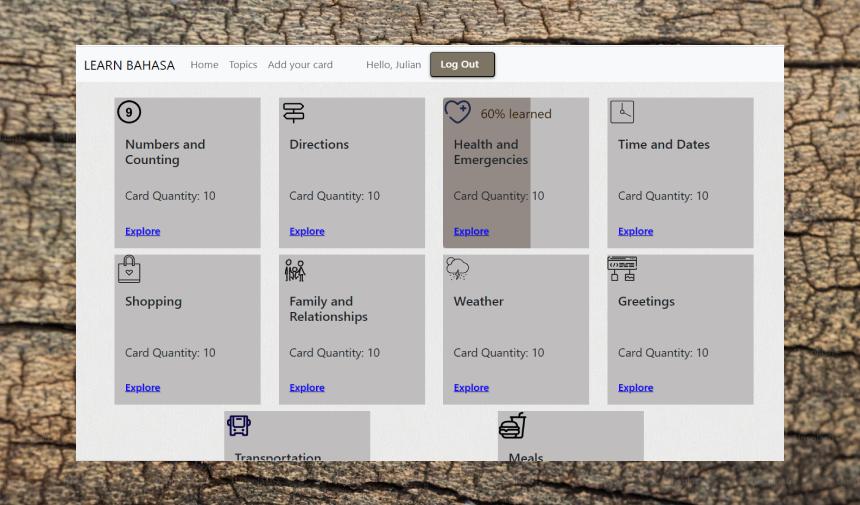 LEARN BAHASA Home Topics Add your card Hello, Julian Log Out
9
Numbers and
Counting
Card Quantity: 10
Explore
Directions
Card Quantity: 10
Explore
60% learned
Health and
Emergencies
Card Quantity: 10
Explore
Time and Dates
Card Quantity: 10
Explore
Shopping
Card Quantity: 10
Explore
Family and
Relationships
Card Quantity: 10
Explore
Weather
Card Quantity: 10
Explore
Greetings
Card Quantity: 10
Explore
Transportation
Meals